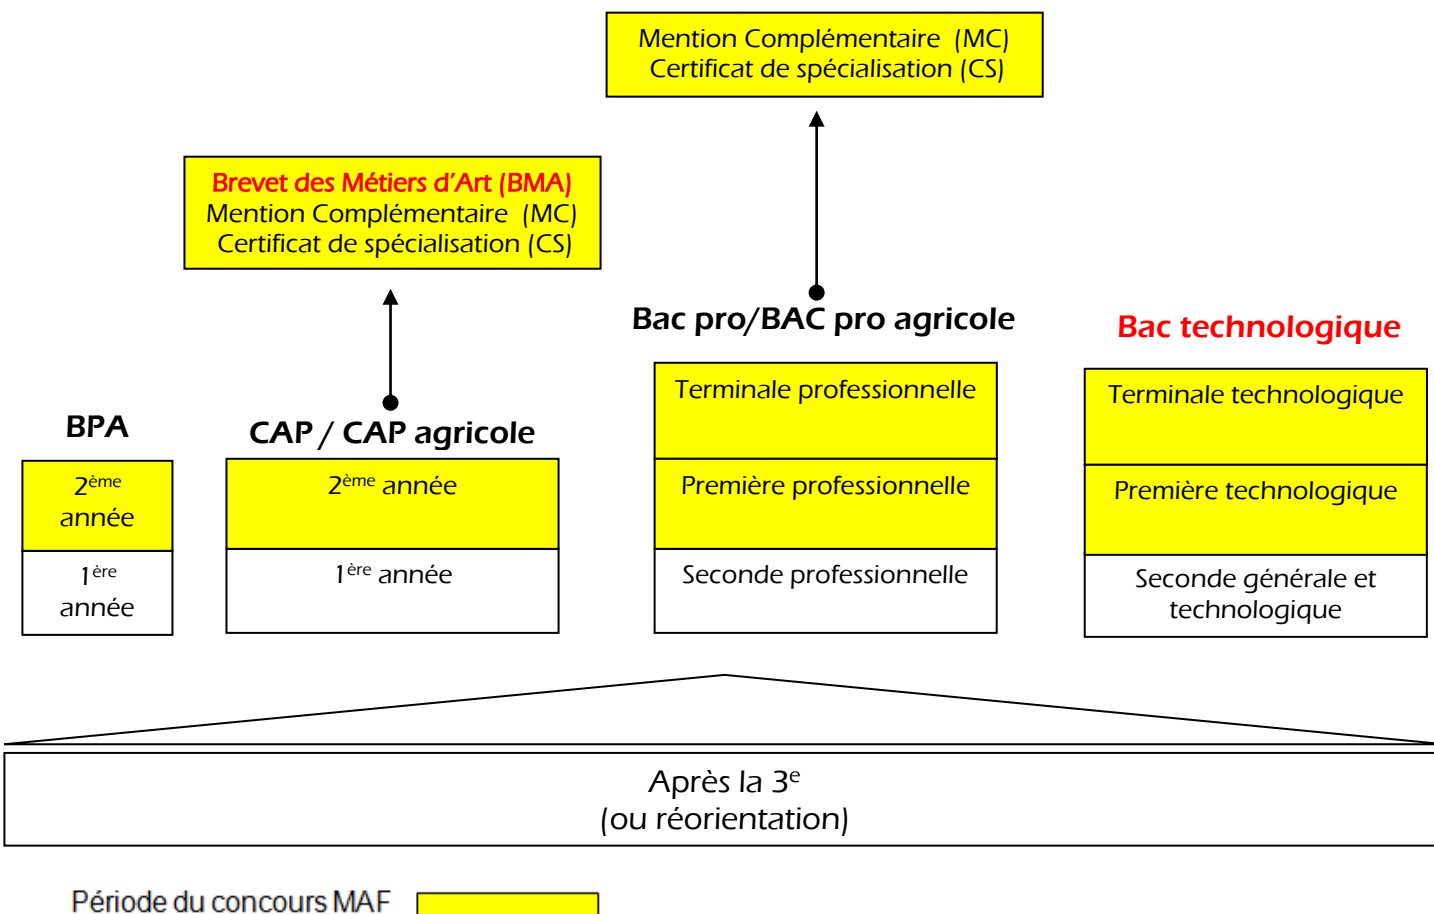 Mention Complémentaire (MC)
Certificat de spécialisation (CS)
Brevet des Métiers d'Art (BMA)
Mention Complémentaire (MC)
Certificat de spécialisation (CS)
Bac pro/BAC pro agricole
Bac technologique
Terminale professionnelle
Terminale technologique
BPA
CAP / CAP agricole
2ème
année
2ème année
Première professionnelle
Première technologique
1ère
année
1ère année
Seconde professionnelle
Seconde générale et
technologique
Après la 3e
(ou réorientation)
Période du concours MAF